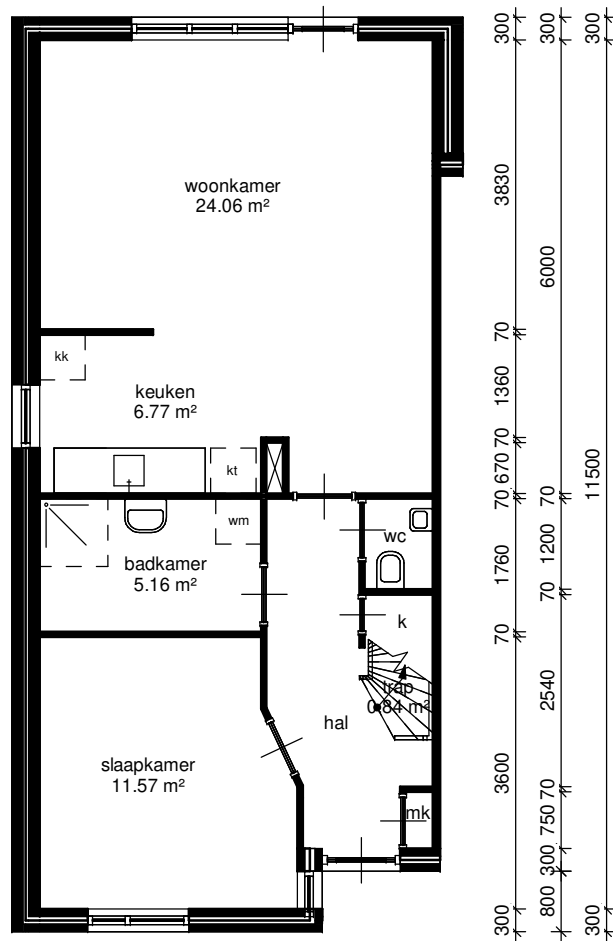 woonkamer
24.06 m²
kk
keuken
6.77 m²
kt
wm
wc
badkamer
5.16 m²
k
trap
0.84 m²
hal
slaapkamer
11.57 m²
mk
300
3830
70
1360
70
670
70
1760
70
3600
300
300
6000
70
1200
70
2540
70
750
300
800
300
11500
300